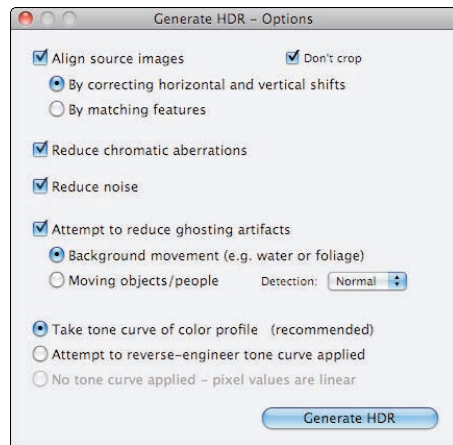 Generate HDR – Options
Align source images Don't crop
By correcting horizontal and vertical shifts
By matching features
Reduce chromatic aberrations
Reduce noise
Attempt to reduce ghosting artifacts
Background movement (e.g. water or foliage)
Moving objects/people Detection: Normal
Take tone curve of color profile (recommended)
Attempt to reverse-engineer tone curve applied
No tone curve applied – pixel values are linear
Generate HDR